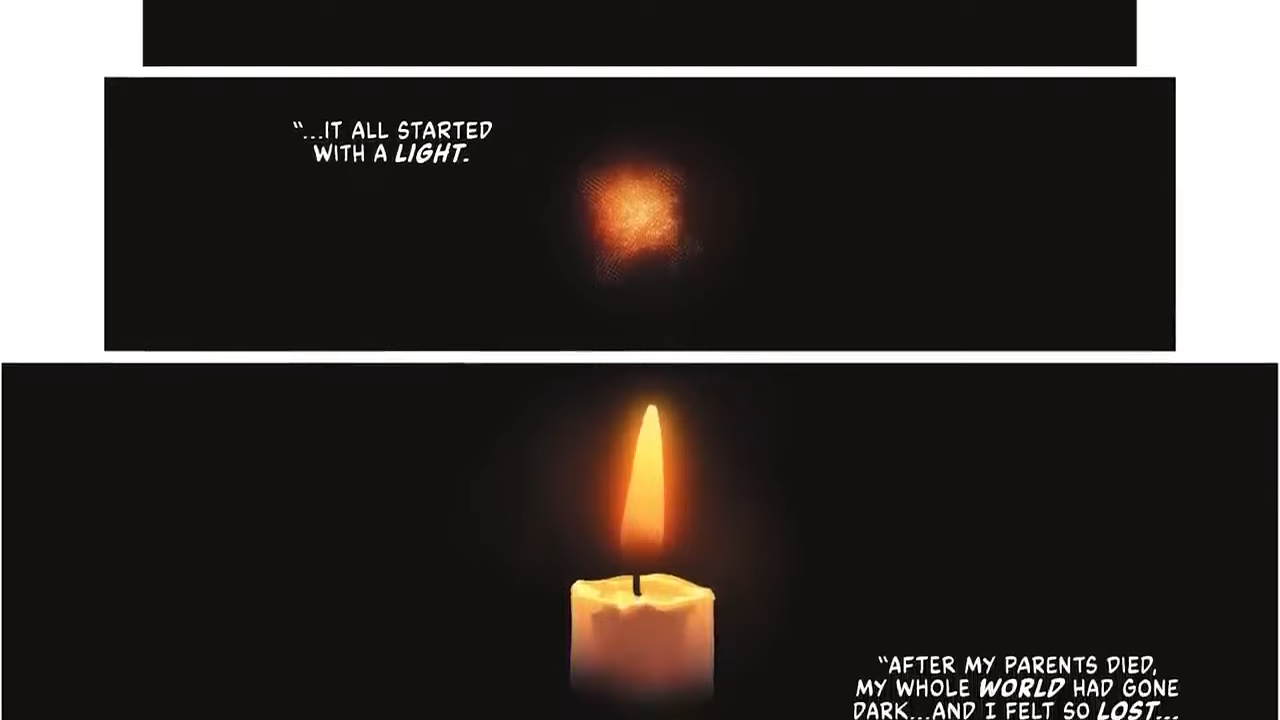 “...IT ALL STARTED
WITH A LIGHT.
“AFTER MY PARENTS DIED,
MY WHOLE WORLD HAD GONE
DARK...AND I FELT SO LOST...